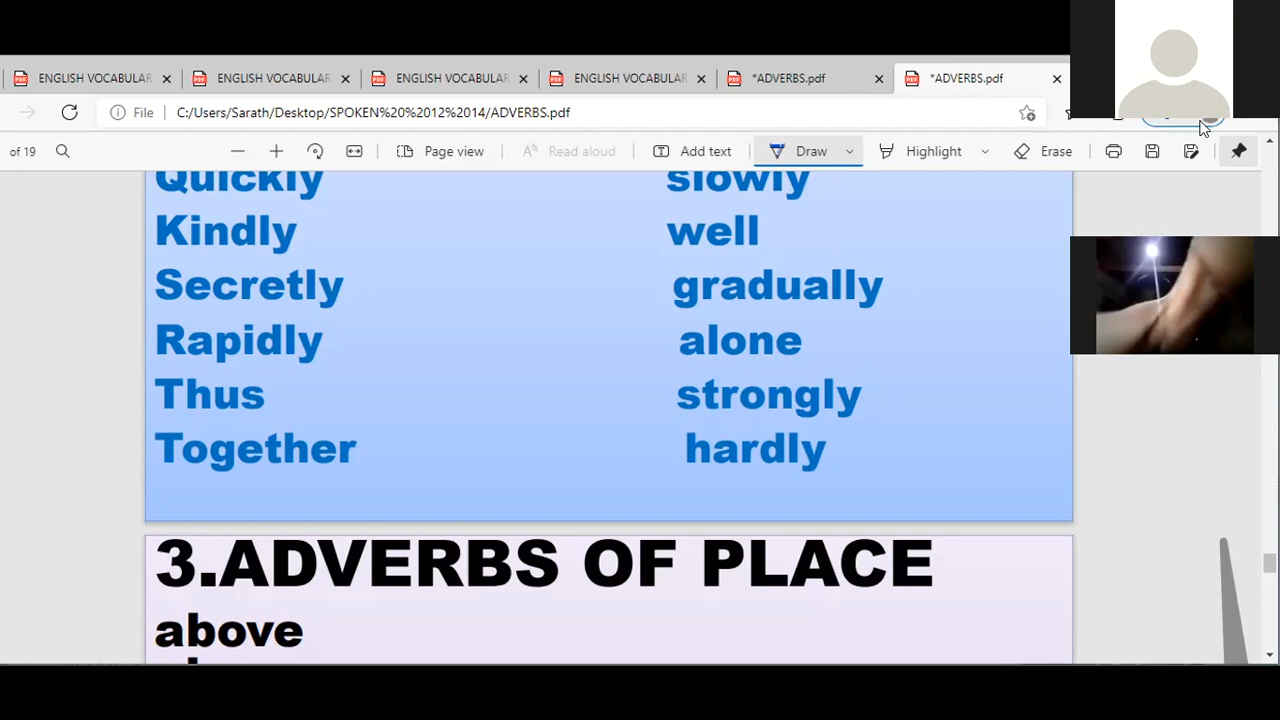 ENGLISH VOCABULAR ENGLISH VOCABULAR ENGLISH VOCABULAR ENGLISH VOCABULAR *ADVERBS.pdf *ADVERBS.pdf
File C:/Users/Sarath/Desktop/SPOKEN%20%2012%2014/ADVERBS.pdf
of 19 Page view Read aloud Add text Draw Highlight Erase
Quickly slowly
Kindly well
Secretly gradually
Rapidly alone
Thus strongly
Together hardly
3.ADVERBS OF PLACE
above